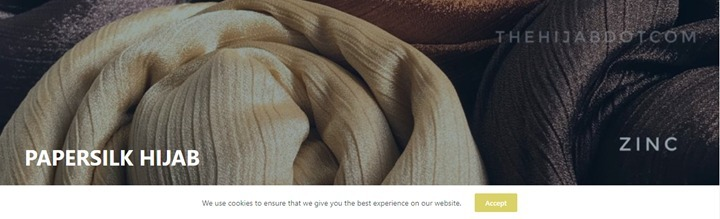 THEHIJABDOTCOM
ZINC
PAPERSILK HIJAB
We use cookies to ensure that we give you the best experience on our website.
Accept